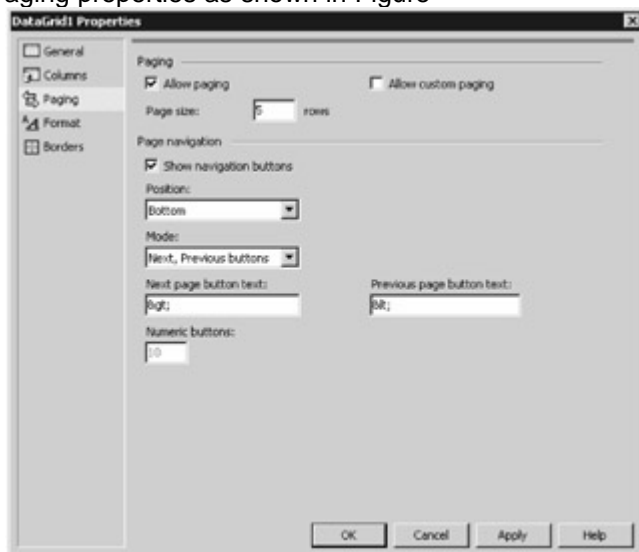 aging properties as shown in Figure
DataGrid1 Properties
General
Columns
Paging
Format
Borders
Paging
Allow paging
Allow custom paging
Page size: 5 rows
Page navigation
Show navigation buttons
Position:
Bottom
Mode:
Next, Previous buttons
Next page button text:
Previous page button text:
&gt;
&lt;
Numeric buttons:
10
OK
Cancel
Apply
Help